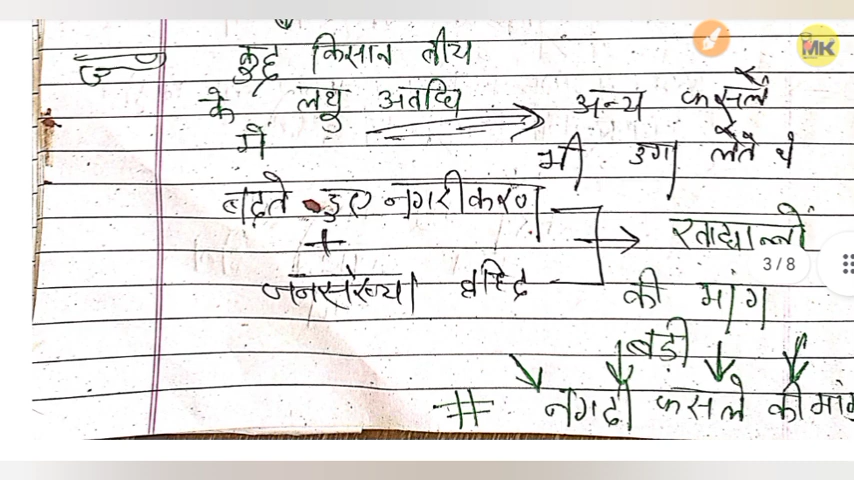 कुछ किसान बीच
के लघु अवधि
में
अन्य फसलें
भी उगा लेते थे
बढ़ते हुए नगरीकरण
+
जनसंख्या वृद्धि
खाद्यान्नों
की मांग
बढ़ी
# नगदी फसले की मांग
3/8
MK